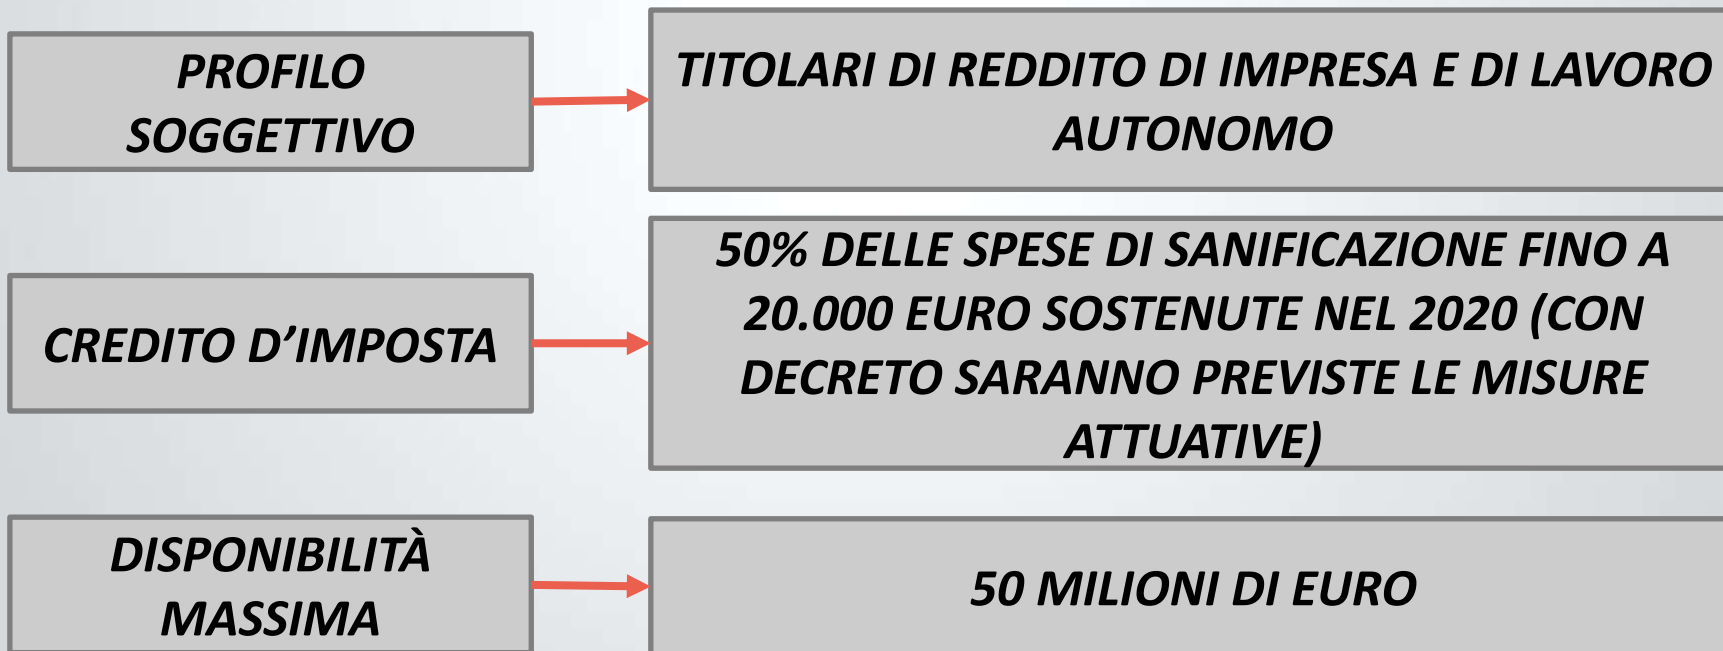 PROFILO
SOGGETTIVO
TITOLARI DI REDDITO DI IMPRESA E DI LAVORO
AUTONOMO
CREDITO D’IMPOSTA
50% DELLE SPESE DI SANIFICAZIONE FINO A
20.000 EURO SOSTENUTE NEL 2020 (CON
DECRETO SARANNO PREVISTE LE MISURE
ATTUATIVE)
DISPONIBILITÀ
MASSIMA
50 MILIONI DI EURO